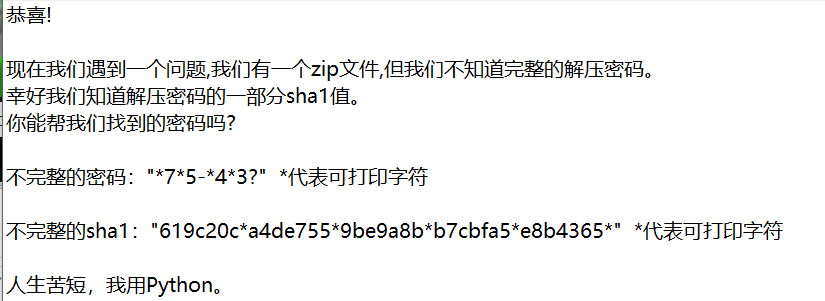 恭喜!
现在我们遇到一个问题,我们有一个zip文件,但我们不知道完整的解压密码。
幸好我们知道解压密码的一部分sha1值。
你能帮我们找到的密码吗?
不完整的密码："*7*5-*4*3?" *代表可打印字符
不完整的sha1："619c20c*a4de755*9be9a8b*b7cbfa5*e8b4365*" *代表可打印字符
人生苦短，我用Python。